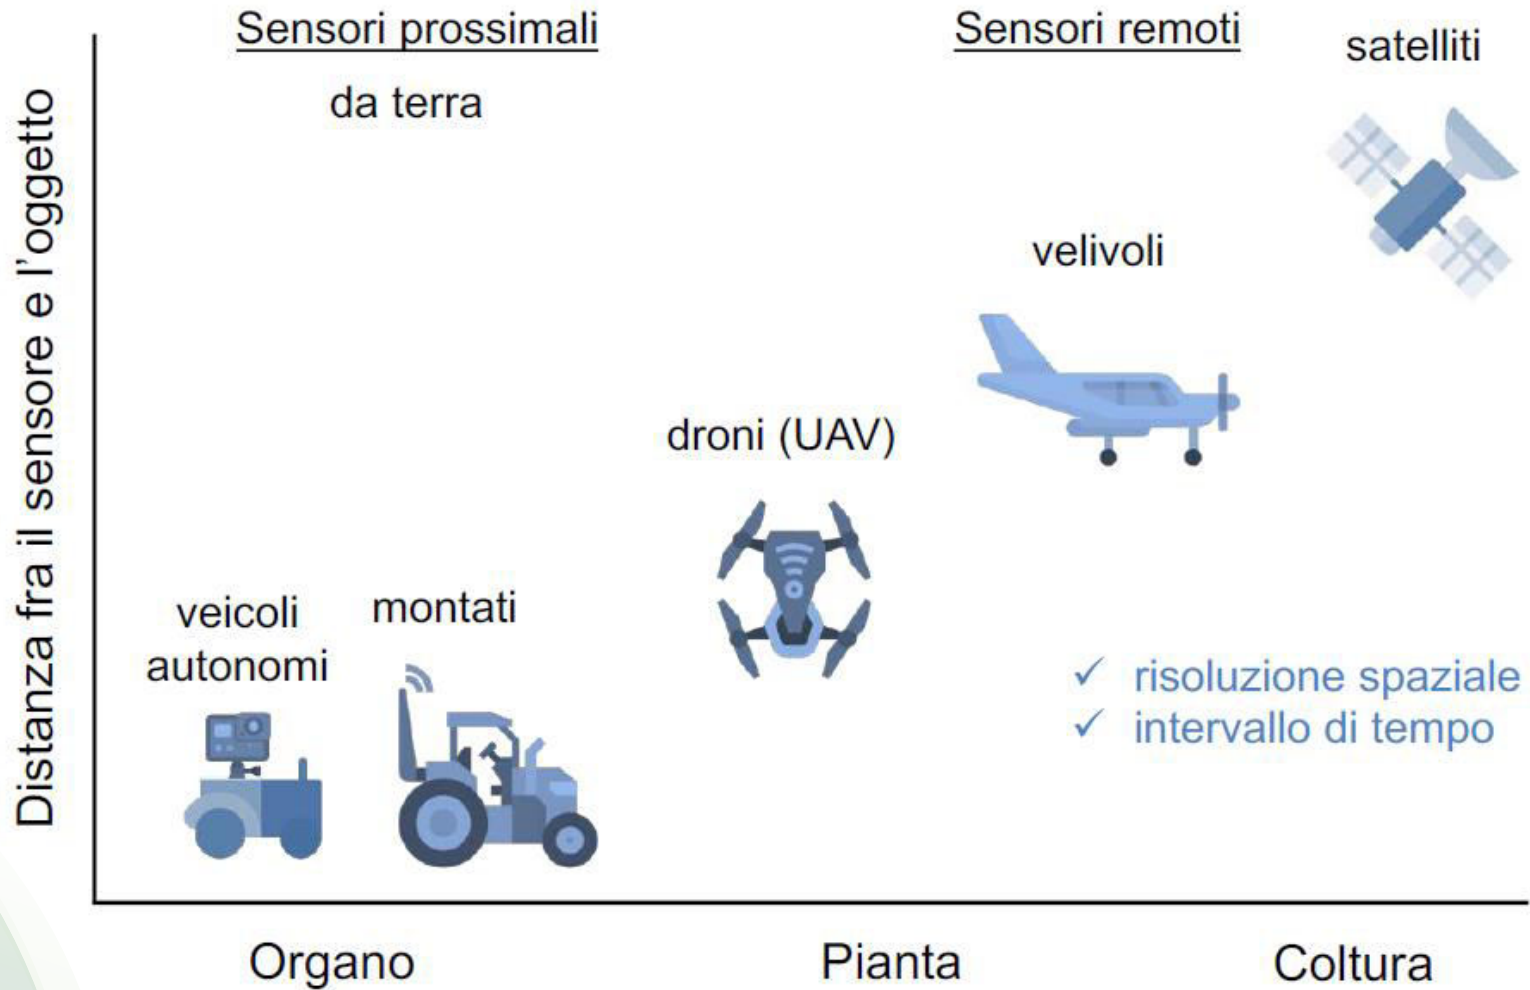 Sensori prossimali
Sensori remoti
satelliti
da terra
velivoli
droni (UAV)
veicoli
autonomi
montati
✓ risoluzione spaziale
✓ intervallo di tempo
Distanza fra il sensore e l'oggetto
Organo
Pianta
Coltura